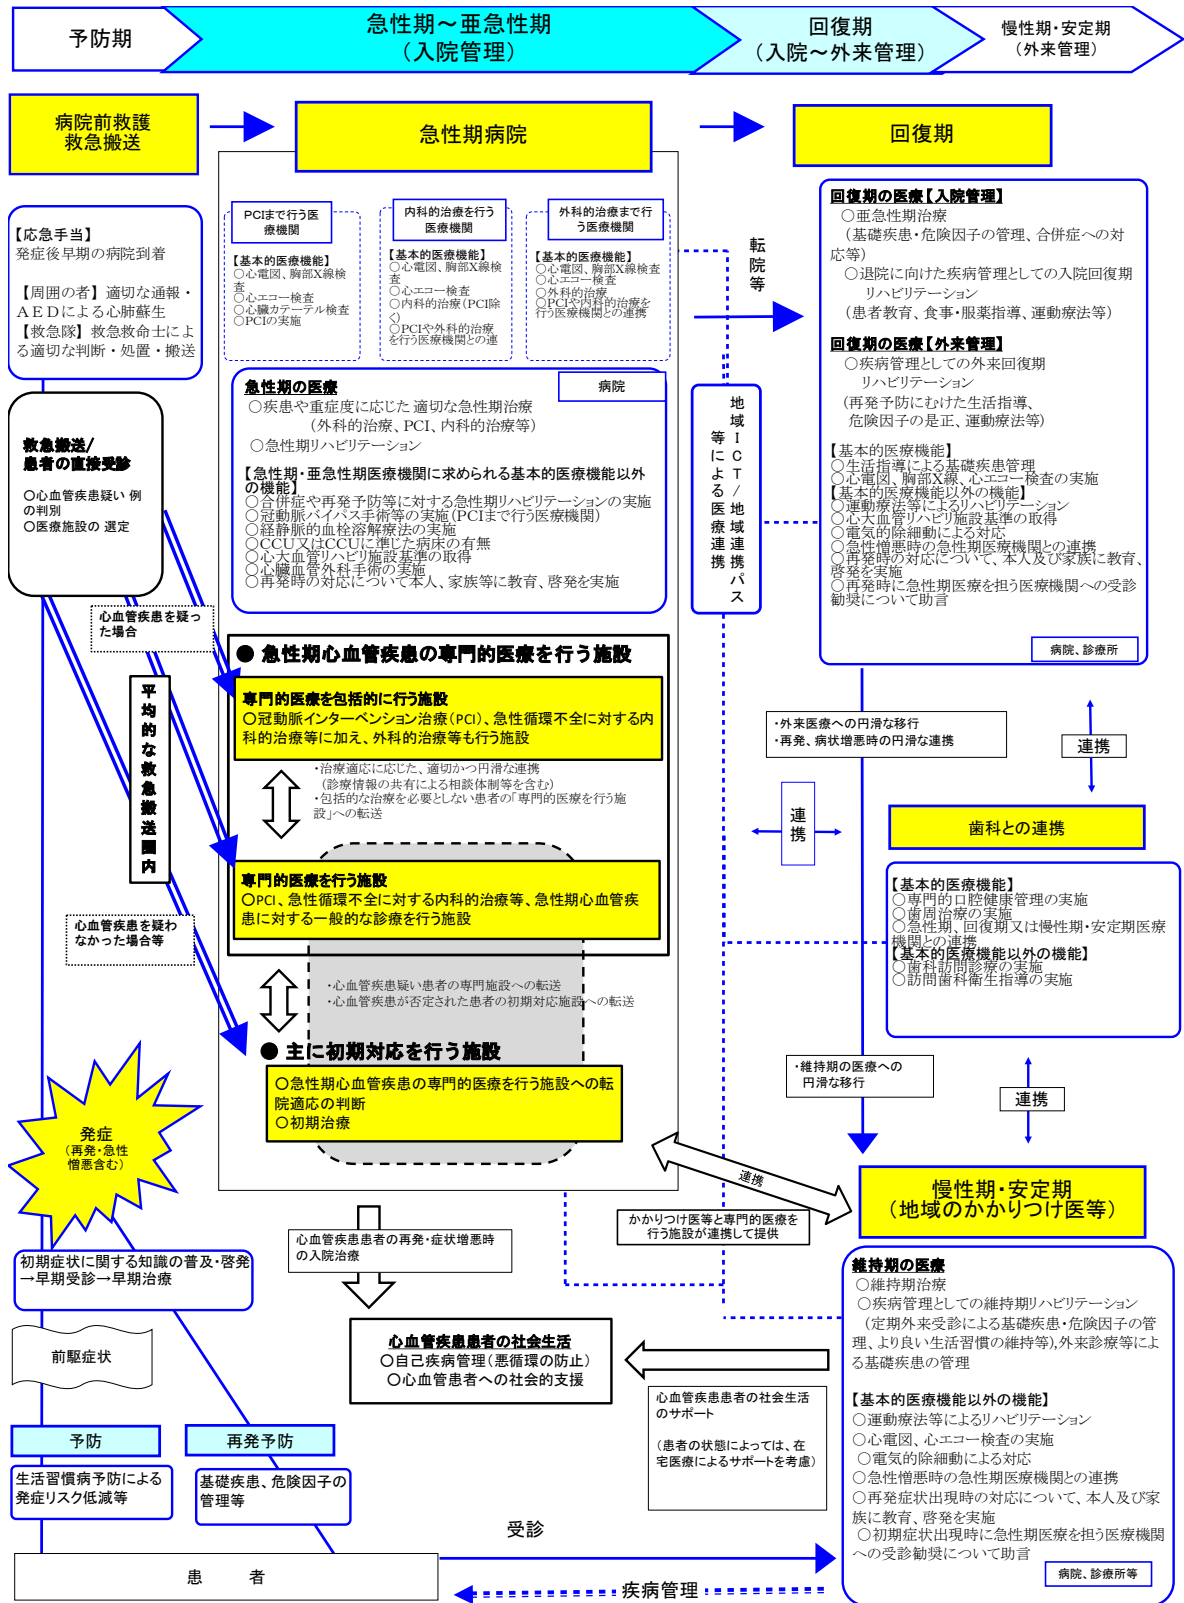 予防期
急性期～亜急性期
（入院管理）
回復期
（入院～外来管理）
慢性期・安定期
（外来管理）
病院前救護
救急搬送
急性期病院
回復期
【応急手当】
発症後早期の病院到着
【周囲の者】適切な通報・
ＡＥＤによる心肺蘇生
【救急隊】救急救命士によ
る適切な判断・処置・搬送
救急搬送/
患者の直接受診
○心血管疾患疑い 例
の判別
○医療施設の 選定
PCIまで行う医
療機関
【基本的医療機能】
○心電図、胸部X線検
査
○心エコー検査
○心臓カテーテル検査
○PCIの実施
内科的治療を行う
医療機関
【基本的医療機能】
○心電図、胸部X線検
査
○心エコー検査
○内科的治療（PCI除
く）
○PCIや外科的治療
を行う医療機関との連
外科的治療まで行
う医療機関
【基本的医療機能】
○心電図、胸部X線検査
○心エコー検査
○外科的治療
○PCIや内科的治療を
行う医療機関との連携
転院等
急性期の医療
病院
○疾患や重症度に応じた 適切な急性期治療
（外科的治療、PCI、内科的治療等）
○急性期リハビリテーション
【急性期・亜急性期医療機関に求められる基本的医療機能以外
の機能】
○合併症や再発予防等に対する急性期リハビリテーションの実施
○冠動脈バイパス手術等の実施（PCIまで行う医療機関）
○経静脈的血栓溶解療法の実施
○CCU又はCCUに準じた病床の有無
○心大血管リハビリ施設基準の取得
○心臓血管外科手術の実施
○再発時の対応について本人、家族等に教育、啓発を実施
地域ＩＣＴ/地域連携パス
等による医療連携
回復期の医療【入院管理】
○亜急性期治療
（基礎疾患・危険因子の管理、合併症への対
応等）
○退院に向けた疾病管理としての入院回復期
リハビリテーション
（患者教育、食事・服薬指導、運動療法等）
回復期の医療【外来管理】
○疾病管理としての外来回復期
リハビリテーション
（再発予防にむけた生活指導、
危険因子の是正、運動療法等）
【基本的医療機能】
○生活指導による基礎疾患管理
○心電図、胸部X線、心エコー検査の実施
【基本的医療機能以外の機能】
○運動療法等によるリハビリテーション
○心大血管リハビリ施設基準の取得
○電気的除細動による対応
○急性憎悪時の急性期医療機関との連携
○再発時の対応について、本人及び家族に教育、
啓発を実施
○再発時に急性期医療を担う医療機関への受診
勧奨について助言
病院、診療所
心血管疾患を疑っ
た場合
平均的な救急搬送圏内
心血管疾患を疑わ
なかった場合等
● 急性期心血管疾患の専門的医療を行う施設
専門的医療を包括的に行う施設
○冠動脈インターベンション治療（PCI）、急性循環不全に対する内
科的治療等に加え、外科的治療等も行う施設
・治療適応に応じた、適切かつ円滑な連携
（診療情報の共有による相談体制等を含む）
・包括的な治療を必要としない患者の「専門的医療を行う施
設」への転送
専門的医療を行う施設
○PCI、急性循環不全に対する内科的治療等、急性期心血管疾
患に対する一般的な診療を行う施設
・心血管疾患疑い患者の専門施設への転送
・心血管疾患が否定された患者の初期対応施設への転送
● 主に初期対応を行う施設
○急性期心血管疾患の専門的医療を行う施設への転
院適応の判断
○初期治療
・外来医療への円滑な移行
・再発、病状増悪時の円滑な連携
連携
連携
歯科との連携
【基本的医療機能】
○専門的口腔健康管理の実施
○歯周治療の実施
○急性期、回復期又は慢性期・安定期医療
機関との連携
【基本的医療機能以外の機能】
○歯科訪問診療の実施
○訪問歯科衛生指導の実施
・維持期の医療への
円滑な移行
連携
発症
（再発・急性
憎悪含む）
連携
慢性期・安定期
（地域のかかりつけ医等）
かかりつけ医等と専門的医療を
行う施設が連携して提供
心血管疾患患者の再発・症状増悪時
の入院治療
初期症状に関する知識の普及・啓発
→早期受診→早期治療
前駆症状
心血管疾患患者の社会生活
○自己疾病管理（悪循環の防止）
○心血管患者への社会的支援
心血管疾患患者の社会生活
のサポート
（患者の状態によっては、在
宅医療によるサポートを考慮）
維持期の医療
○維持期治療
○疾病管理としての維持期リハビリテーション
（定期外来受診による基礎疾患・危険因子の管
理、より良い生活習慣の維持等）,外来診療等によ
る基礎疾患の管理
【基本的医療機能以外の機能】
○運動療法等によるリハビリテーション
○心電図、心エコー検査の実施
○電気的除細動による対応
○急性憎悪時の急性期医療機関との連携
○再発症状出現時の対応について、本人及び家
族に教育、啓発を実施
○初期症状出現時に急性期医療を担う医療機関
への受診勧奨について助言
病院、診療所等
予防
再発予防
生活習慣病予防による
発症リスク低減等
基礎疾患、危険因子の
管理等
受診
患　者
疾病管理